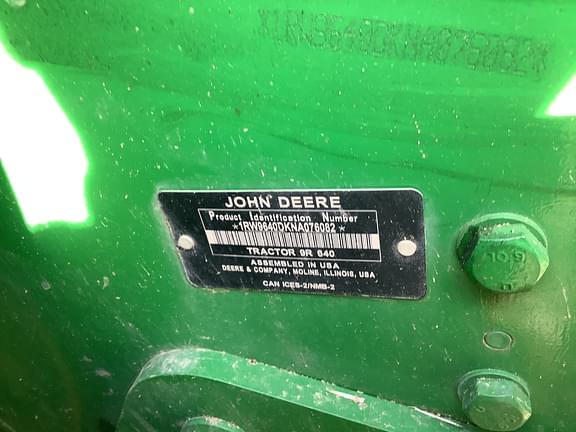 *1RW9640DKNA076082*
JOHN DEERE
Product Identification Number
*1RW9640DKNA076082*
TRACTOR 9R 640
ASSEMBLED IN USA
DEERE & COMPANY, MOLINE, ILLINOIS, USA
CAN ICES-2/NMB-2